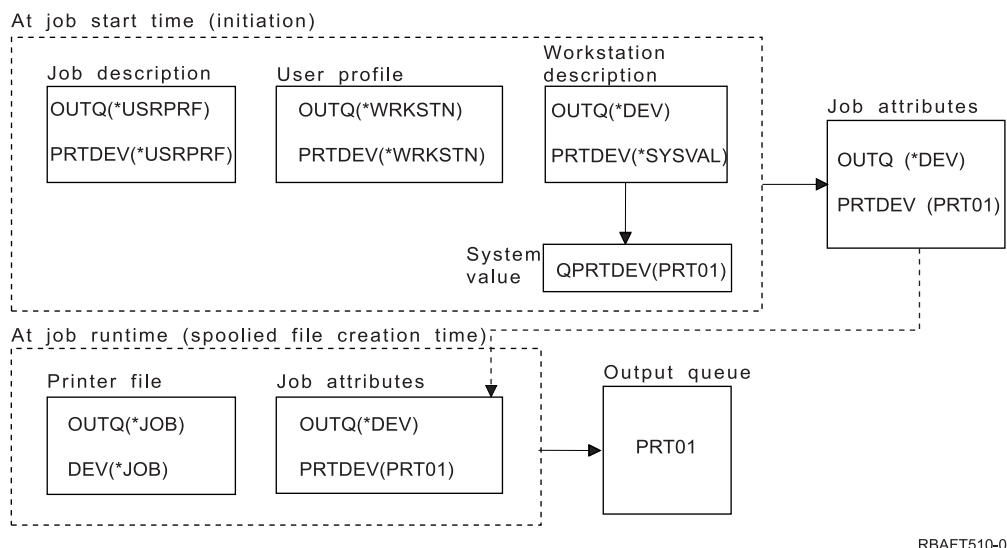 At job start time (initiation)
Job description
OUTQ(*USRPRF)
PRTDEV(*USRPRF)
User profile
OUTQ(*WRKSTN)
PRTDEV(*WRKSTN)
Workstation
description
OUTQ(*DEV)
PRTDEV(*SYSVAL)
System
value
QPRTDEV(PRT01)
Job attributes
OUTQ (*DEV)
PRTDEV (PRT01)
At job runtime (spoolied file creation time)
Printer file
OUTQ(*JOB)
DEV(*JOB)
Job attributes
OUTQ(*DEV)
PRTDEV(PRT01)
Output queue
PRT01
RBAFT510-0